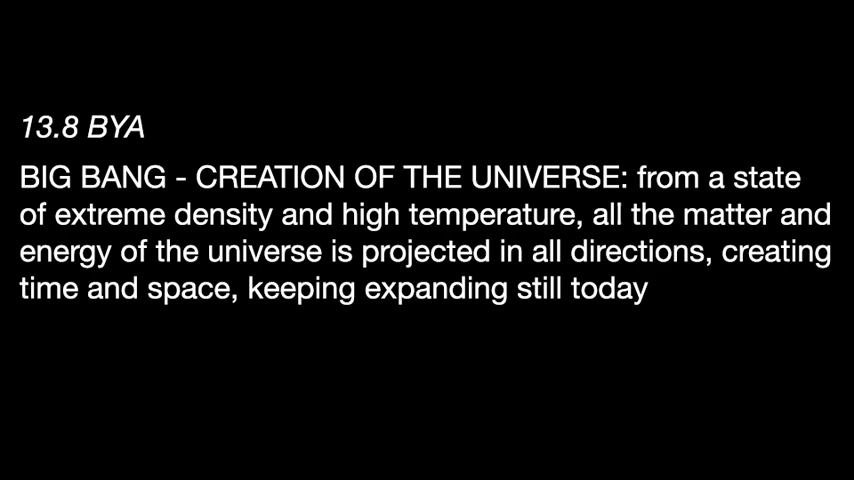 13.8 BYA
BIG BANG - CREATION OF THE UNIVERSE: from a state
of extreme density and high temperature, all the matter and
energy of the universe is projected in all directions, creating
time and space, keeping expanding still today